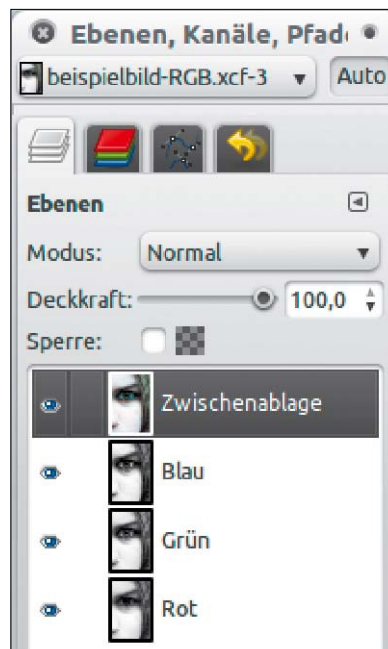 Ebenen, Kanäle, Pfad
beispielbild-RGB.xcf-3 Auto
Ebenen
Modus: Normal
Deckkraft: 100,0
Sperre:
Zwischenablage
Blau
Grün
Rot